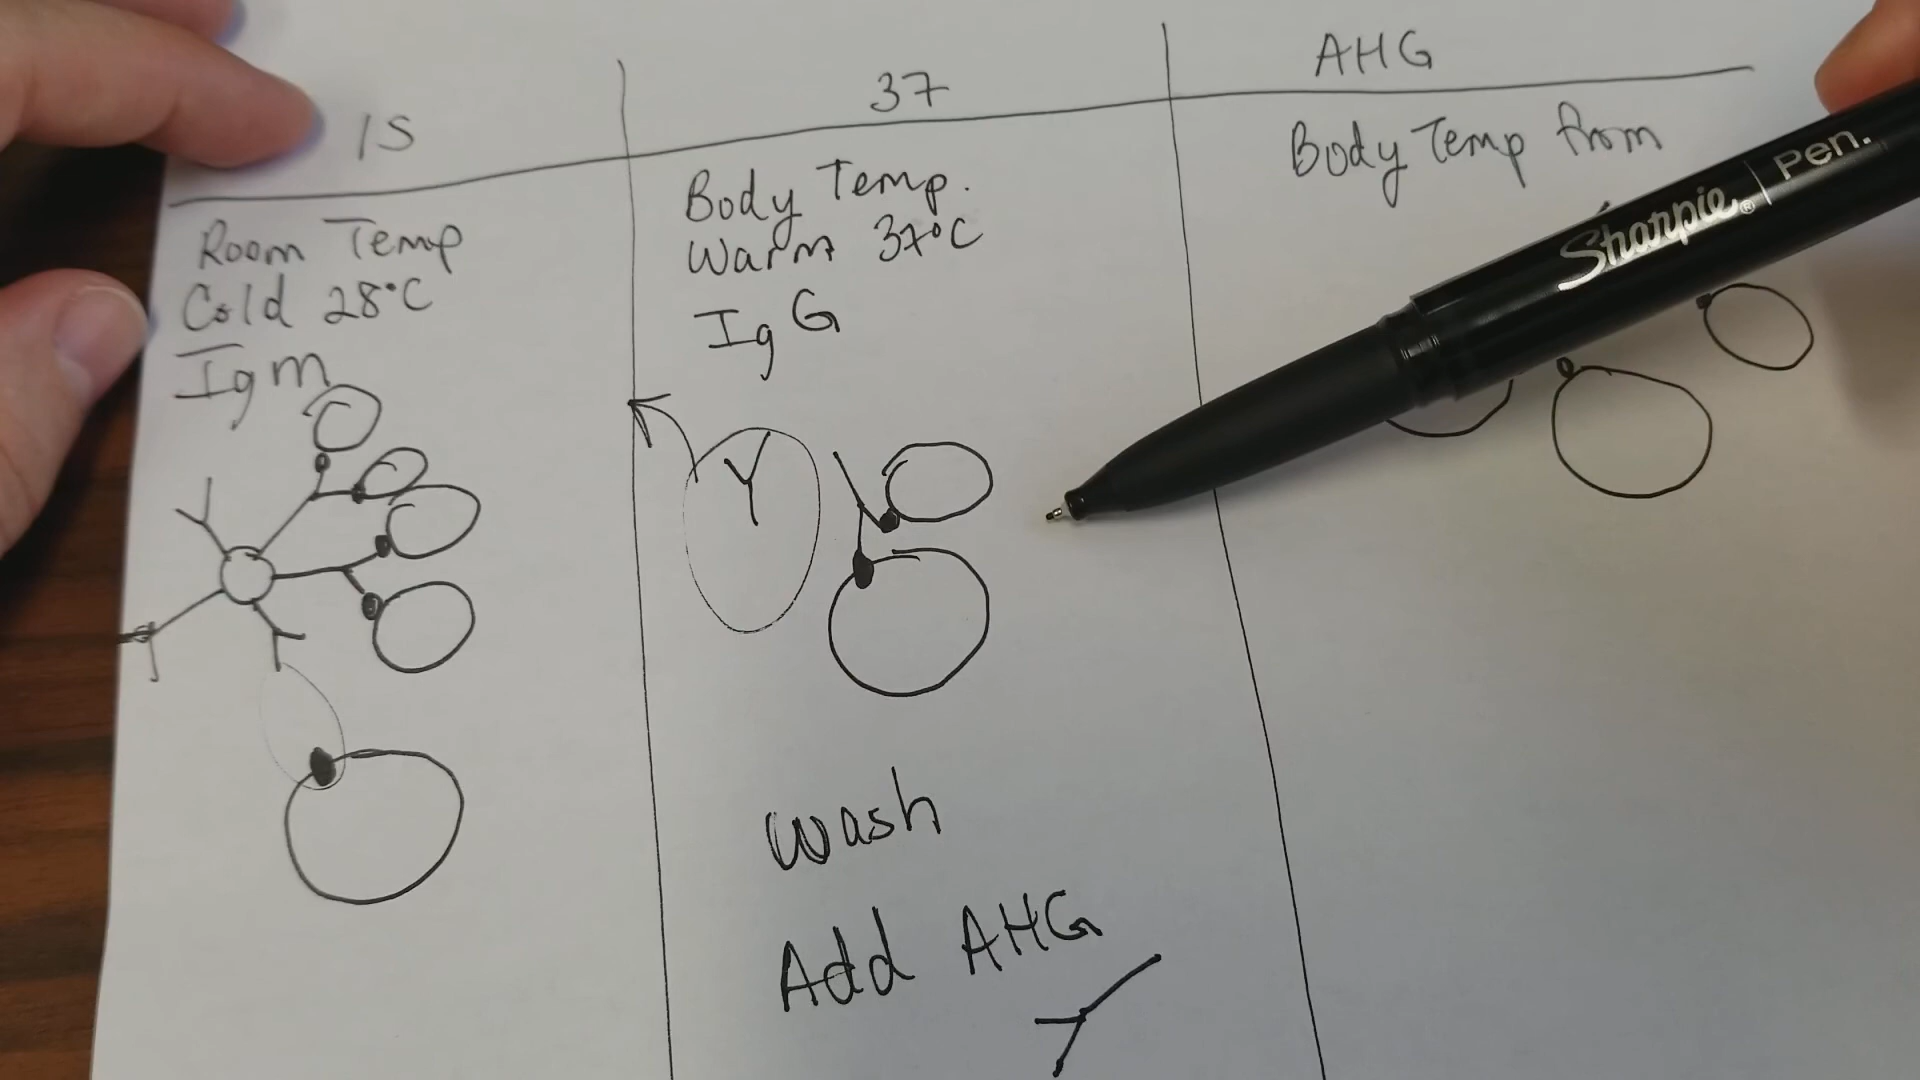 IS
Room Temp
Cold 28°C
Igm
37
Body Temp.
Warm 37°C
IgG
Wash
Add AHG
AHG
Body Temp from
Sharpie® Pen.